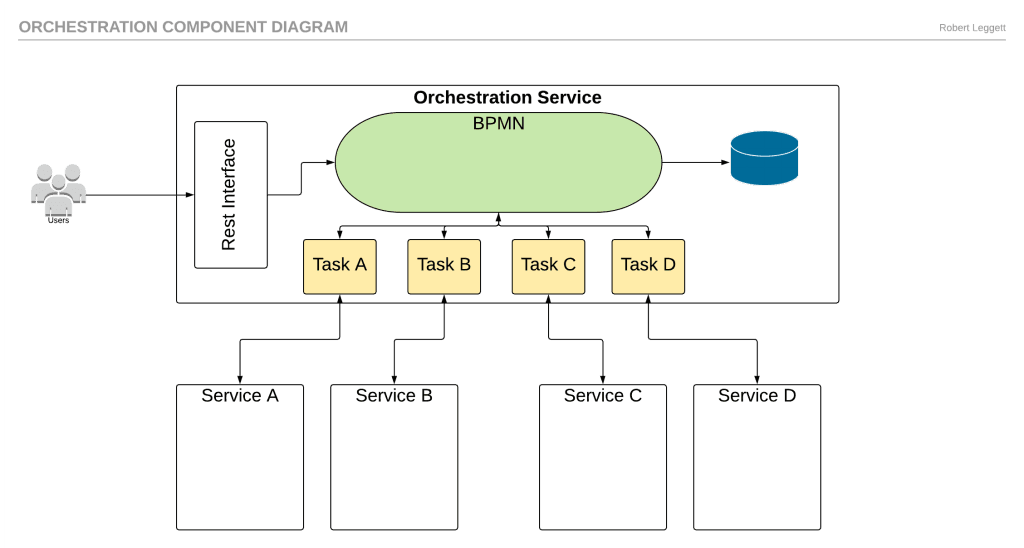 ORCHESTRATION COMPONENT DIAGRAM
Robert Leggett
Orchestration Service
BPMN
Rest Interface
Users
Task A
Task B
Task C
Task D
Service A
Service B
Service C
Service D